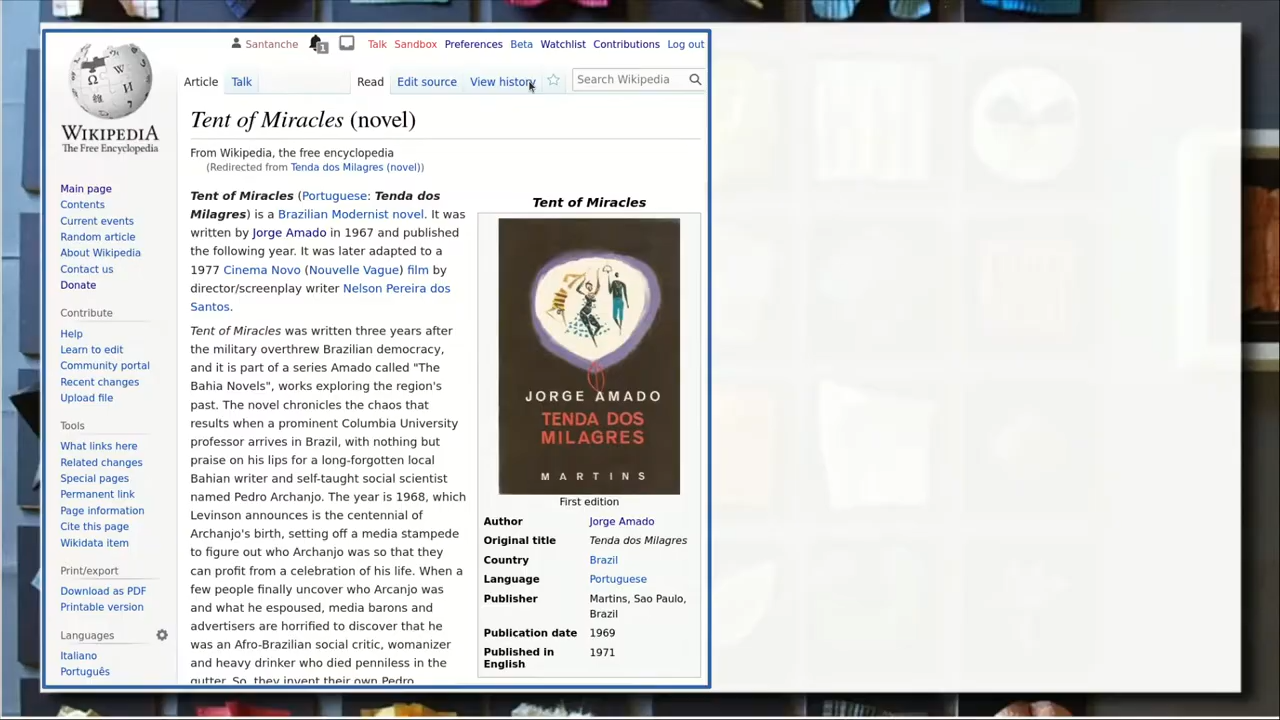 Santanche
1
Talk
Sandbox
Preferences
Beta
Watchlist
Contributions
Log out
WIKIPEDIA
The Free Encyclopedia
Article
Talk
Read
Edit source
View history
Search Wikipedia
Main page
Contents
Current events
Random article
About Wikipedia
Contact us
Donate
Contribute
Help
Learn to edit
Community portal
Recent changes
Upload file
Tools
What links here
Related changes
Special pages
Permanent link
Page information
Cite this page
Wikidata item
Print/export
Download as PDF
Printable version
Languages
Italiano
Português
Tent of Miracles (novel)
From Wikipedia, the free encyclopedia
(Redirected from Tenda dos Milagres (novel))
Tent of Miracles (Portuguese: Tenda dos
Milagres) is a Brazilian Modernist novel. It was
written by Jorge Amado in 1967 and published
the following year. It was later adapted to a
1977 Cinema Novo (Nouvelle Vague) film by
director/screenplay writer Nelson Pereira dos
Santos.
Tent of Miracles was written three years after
the military overthrew Brazilian democracy,
and it is part of a series Amado called "The
Bahia Novels", works exploring the region's
past. The novel chronicles the chaos that
results when a prominent Columbia University
professor arrives in Brazil, with nothing but
praise on his lips for a long-forgotten local
Bahian writer and self-taught social scientist
named Pedro Archanjo. The year is 1968, which
Levinson announces is the centennial of
Archanjo's birth, setting off a media stampede
to figure out who Archanjo was so that they
can profit from a celebration of his life. When a
few people finally uncover who Arcanjo was
and what he espoused, media barons and
advertisers are horrified to discover that he
was an Afro-Brazilian social critic, womanizer
and heavy drinker who died penniless in the
gutter. So, they invent their own Pedro
Tent of Miracles
JORGE AMADO
TENDA DOS
MILAGRES
MARTINS
First edition
Author Jorge Amado
Original title Tenda dos Milagres
Country Brazil
Language Portuguese
Publisher Martins, Sao Paulo,
Brazil
Publication date 1969
Published in 1971
English